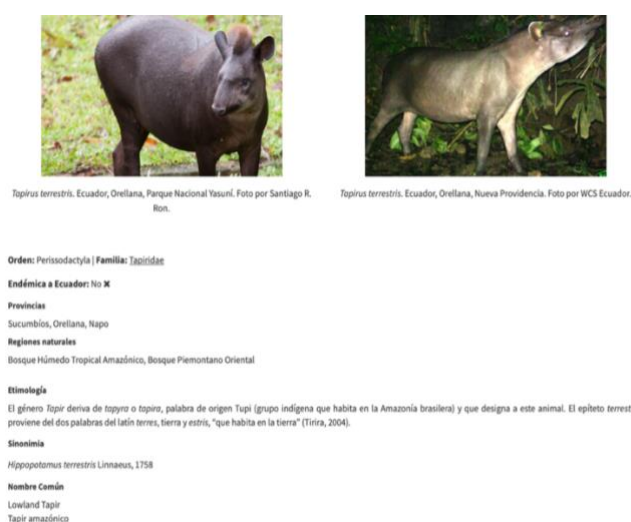 Tapirus terrestris. Ecuador, Orellana, Parque Nacional Yasuní. Foto por Santiago R.
Ron.
Tapirus terrestris. Ecuador, Orellana, Nueva Providencia. Foto por WCS Ecuador.
Orden: Perissodactyla | Familia: Tapiridae
Endémica a Ecuador: No ✖
Provincias
Sucumbíos, Orellana, Napo
Regiones naturales
Bosque Húmedo Tropical Amazónico, Bosque Piemontano Oriental
Etimología
El género Tapir deriva de tapyra o tapira, palabra de origen Tupi (grupo indígena que habita en la Amazonía brasilera) y que designa a este animal. El epíteto terrest
proviene del dos palabras del latín terres, tierra y estris, "que habita en la tierra" (Tirira, 2004).
Sinonimia
Hippopotamus terrestris Linnaeus, 1758
Nombre Común
Lowland Tapir
Tapir amazónico